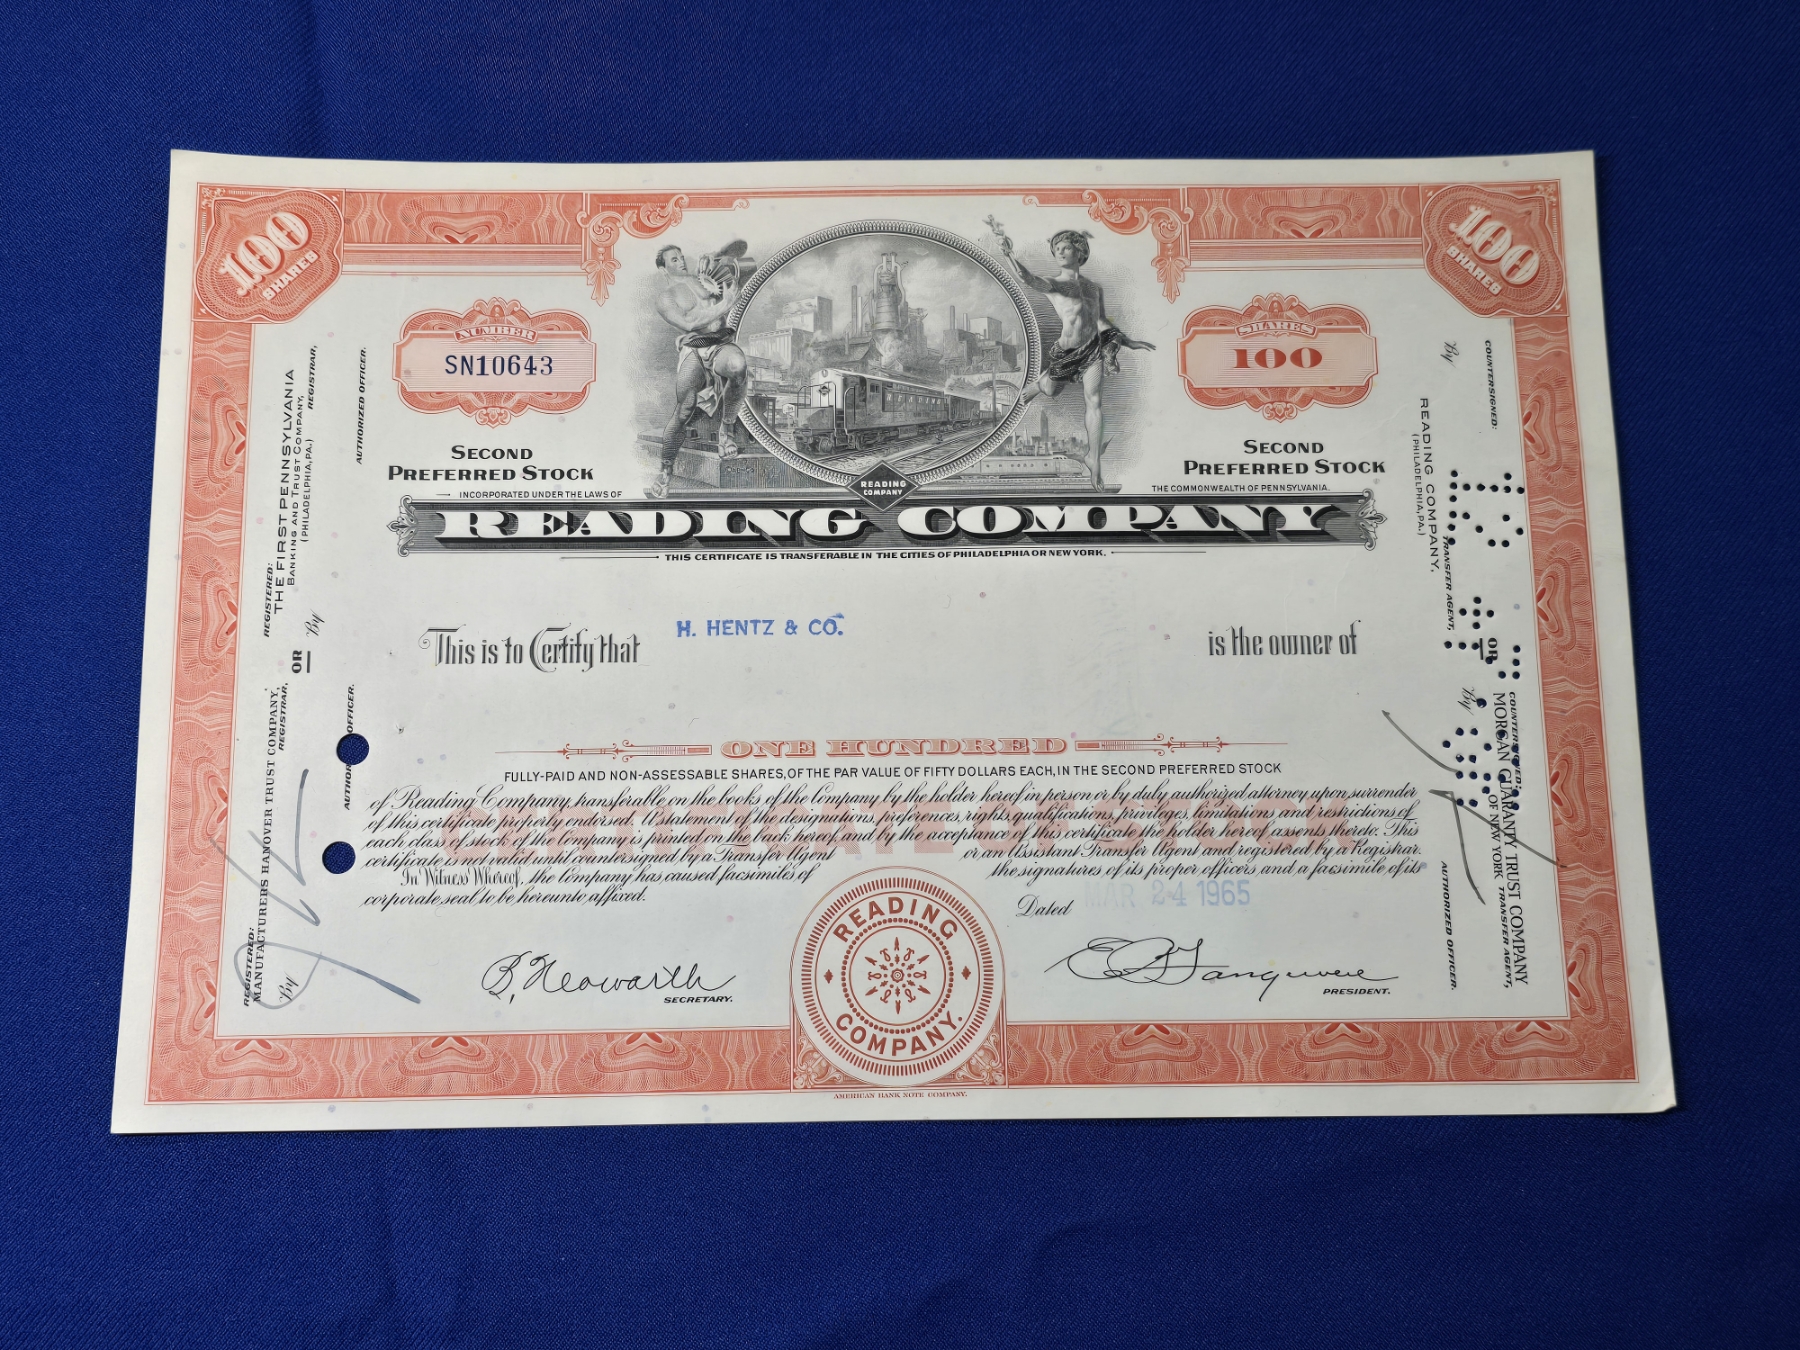 100
SHARES
100
SHARES
NUMBER
SN10643
SHARES
100
SECOND
PREFERRED STOCK
SECOND
PREFERRED STOCK
INCORPORATED UNDER THE LAWS OF
READING
COMPANY
THE COMMONWEALTH OF PENNSYLVANIA.
READING COMPANY
THIS CERTIFICATE IS TRANSFERABLE IN THE CITIES OF PHILADELPHIA OR NEW YORK.
This is to Certify that
H. HENTZ & CO.
is the owner of
ONE HUNDRED
FULLY-PAID AND NON-ASSESSABLE SHARES, OF THE PAR VALUE OF FIFTY DOLLARS EACH, IN THE SECOND PREFERRED STOCK
of Reading Company, transferable on the books of the Company by the holder hereof in person or by duly authorized attorney upon surrender
of this certificate properly endorsed. A statement of the designations, preferences, rights, qualifications, privileges, limitations and restrictions of
each class of stock of the Company is printed on the back hereof, and by the acceptance of this certificate the holder hereof assents thereto. This
certificate is not valid until countersigned by a Transfer Agent or an Assistant Transfer Agent and registered by a Registrar.
In Witness Whereof, the Company has caused facsimiles of the signatures of its proper officers, and a facsimile of its
corporate seal, to be hereunto affixed.
Dated MAR 24 1965
SECRETARY.
PRESIDENT.
READING
COMPANY.
AMERICAN BANK NOTE COMPANY.
REGISTERED:
THE FIRST PENNSYLVANIA
BANKING AND TRUST COMPANY,
(PHILADELPHIA, PA.) REGISTRAR,
By
AUTHORIZED OFFICER.
OR
REGISTERED:
MANUFACTURERS HANOVER TRUST COMPANY,
REGISTRAR,
By
AUTHORIZED OFFICER.
COUNTERSIGNED:
READING COMPANY,
(PHILADELPHIA, PA.)
TRANSFER AGENT,
By
OR
COUNTERSIGNED:
MORGAN GUARANTY TRUST COMPANY
OF NEW YORK TRANSFER AGENT,
By
AUTHORIZED OFFICER.